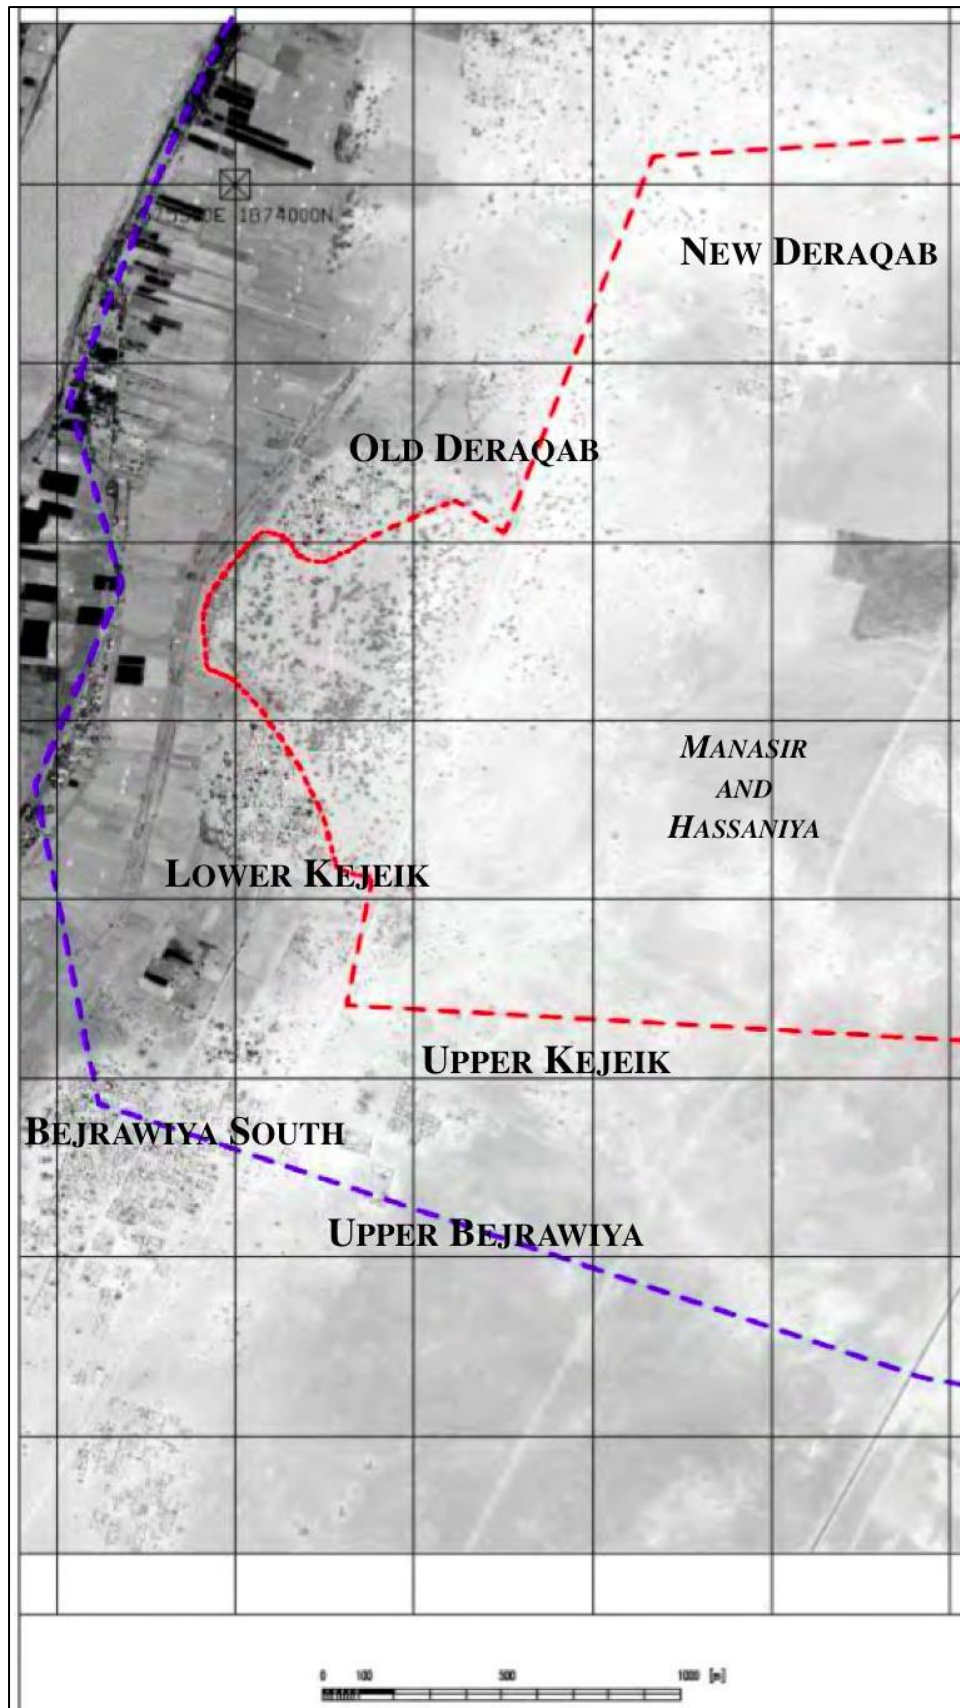 1874000N
NEW DERAQAB
OLD DERAQAB
MANASIR
AND
HASSANIYA
LOWER KEJEIK
UPPER KEJEIK
BEJRAWIYA SOUTH
UPPER BEJRAWIYA
0 100 500 1000 [m]